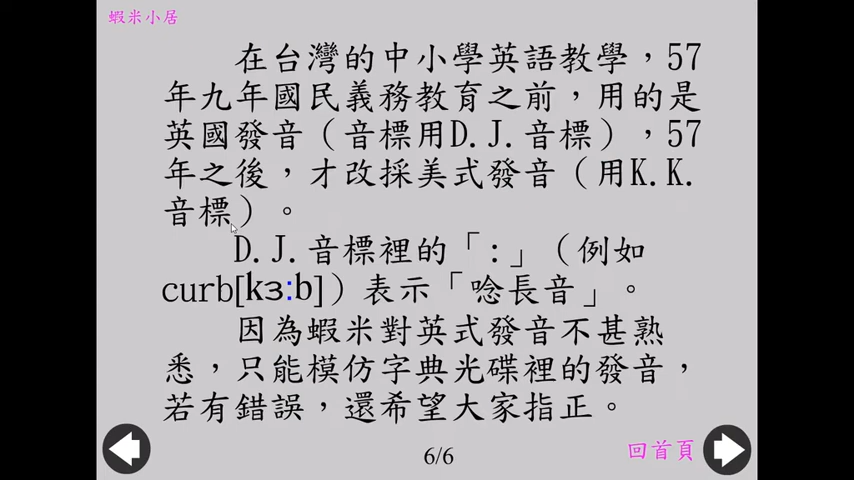 蝦米小居
在台灣的中小學英語教學，57
年九年國民義務教育之前，用的是
英國發音（音標用D.J.音標），57
年之後，才改採美式發音（用K.K.
音標）。
D.J.音標裡的「:」（例如
curb[kɜ:b]）表示「唸長音」。
因為蝦米對英式發音不甚熟
悉，只能模仿字典光碟裡的發音，
若有錯誤，還希望大家指正。
6/6
回首頁